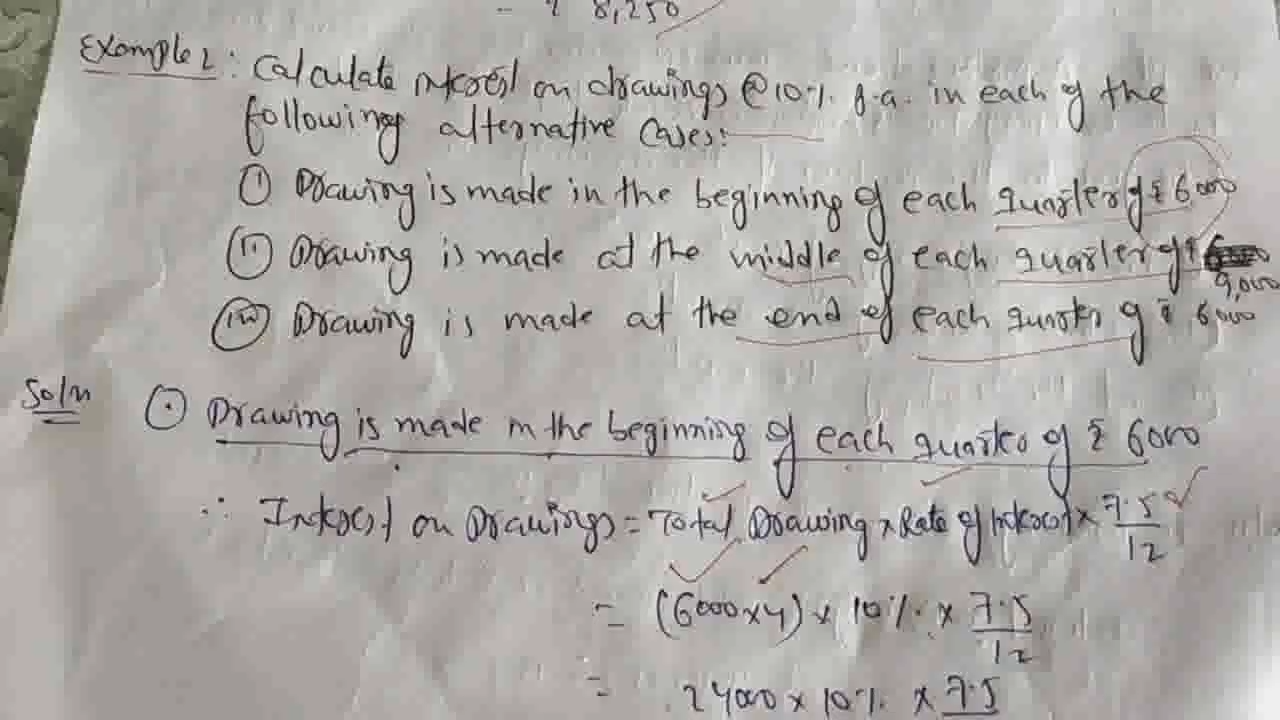 = ₹ 8,250
Example 2: Calculate interest on drawings @ 10% p.a. in each of the
following alternative Cases:
(i) Drawing is made in the beginning of each quarter of ₹ 6000
(ii) Drawing is made at the middle of each quarter of ₹
9,000
(iii) Drawing is made at the end of each quarter of ₹ 6000
Soln (i) Drawing is made in the beginning of each quarter of ₹ 6000
∴ Interest on Drawings = Total Drawing × Rate of Interest × 7.5/12
= (6000×4) × 10% × 7.5/12
= 24000 × 10% × 7.5